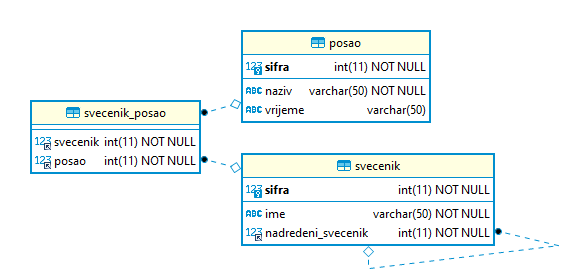 posao
123 sifra int(11) NOT NULL
ABC naziv varchar(50) NOT NULL
ABC vrijeme varchar(50)
svecenik_posao
123 svecenik int(11) NOT NULL
123 posao int(11) NOT NULL
svecenik
123 sifra int(11) NOT NULL
ABC ime varchar(50) NOT NULL
123 nadredeni_svecenik int(11) NOT NULL